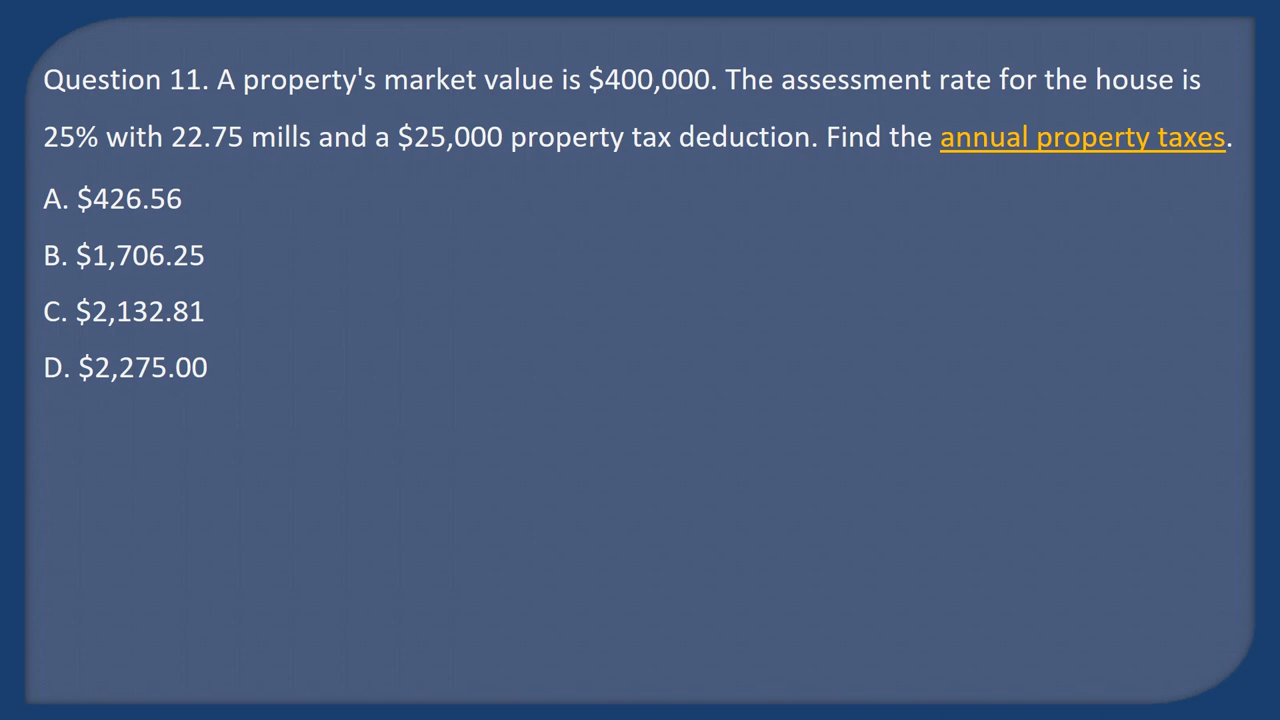 Question 11. A property's market value is $400,000. The assessment rate for the house is
25% with 22.75 mills and a $25,000 property tax deduction. Find the annual property taxes.
A. $426.56
B. $1,706.25
C. $2,132.81
D. $2,275.00